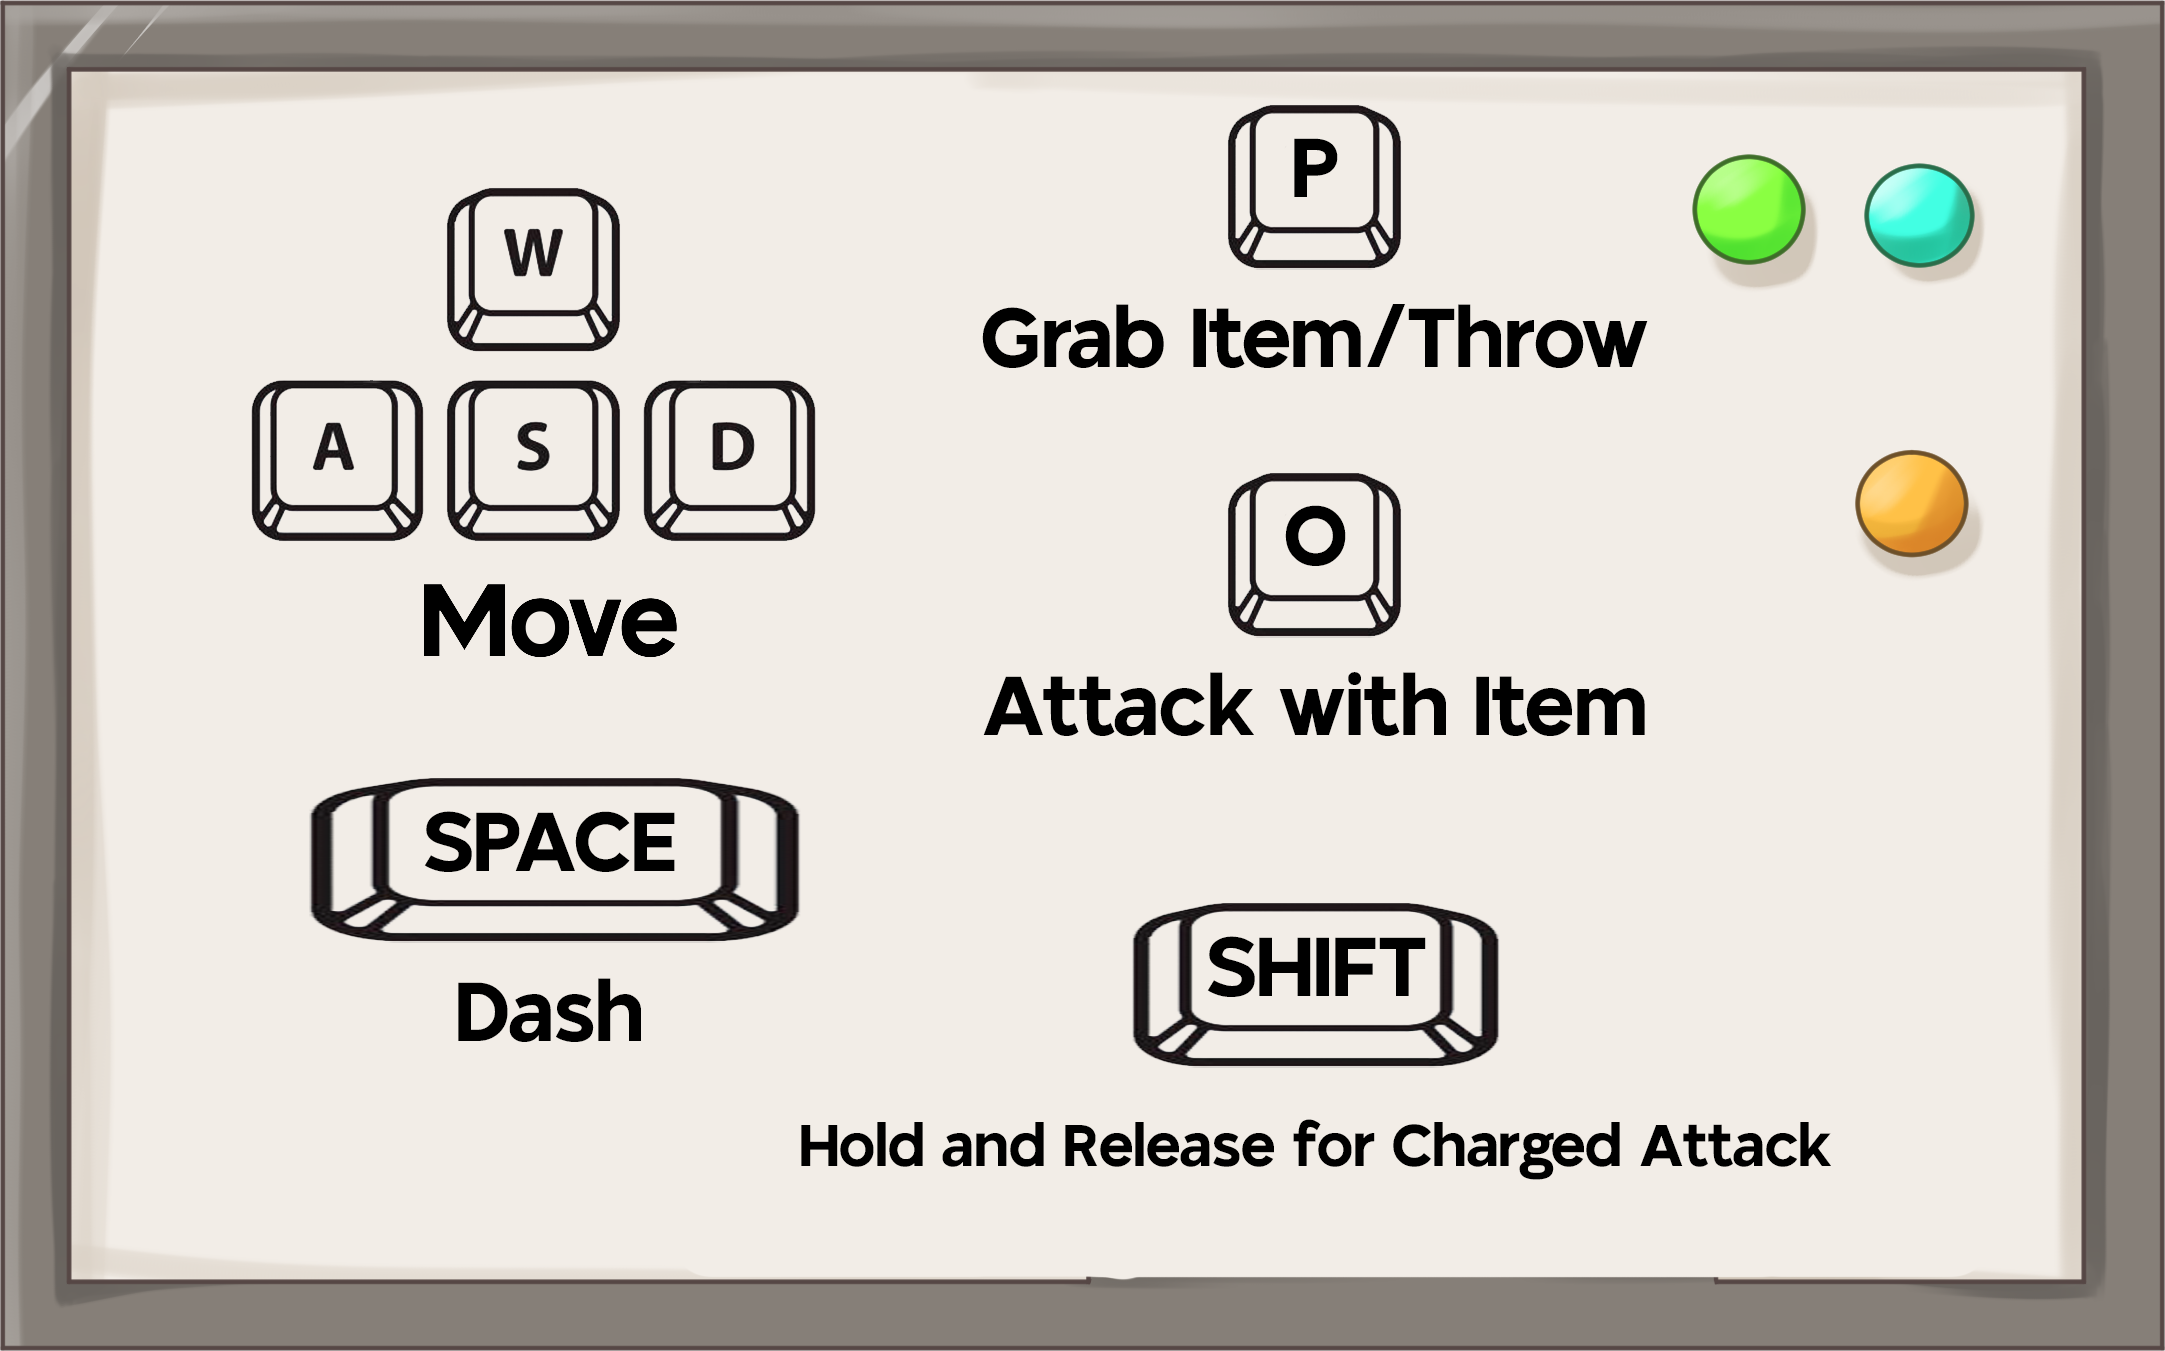 W
A S D
Move
SPACE
Dash
P
Grab Item/Throw
O
Attack with Item
SHIFT
Hold and Release for Charged Attack